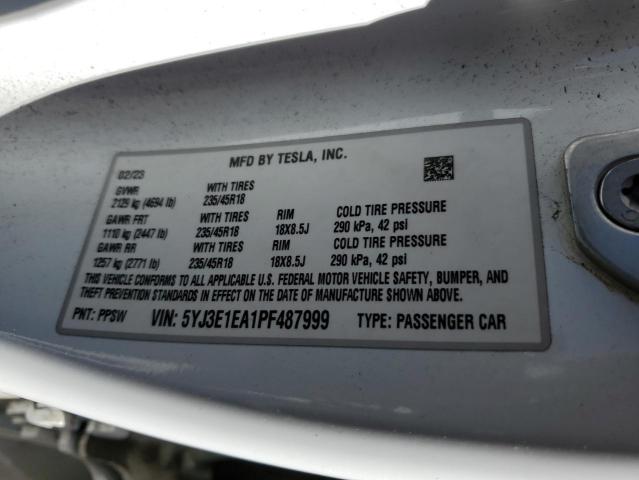 MFD BY TESLA, INC.
02/23
GVWR WITH TIRES
2129 kg (4694 lb) 235/45R18
GAWR FRT WITH TIRES RIM COLD TIRE PRESSURE
1110 kg (2447 lb) 235/45R18 18X8.5J 290 kPa, 42 psi
GAWR RR WITH TIRES RIM COLD TIRE PRESSURE
1257 kg (2771 lb) 235/45R18 18X8.5J 290 kPa, 42 psi
THIS VEHICLE CONFORMS TO ALL APPLICABLE U.S. FEDERAL MOTOR VEHICLE SAFETY, BUMPER, AND
THEFT PREVENTION STANDARDS IN EFFECT ON THE DATE OF MANUFACTURE SHOWN ABOVE.
PNT: PPSW VIN: 5YJ3E1EA1PF487999 TYPE: PASSENGER CAR